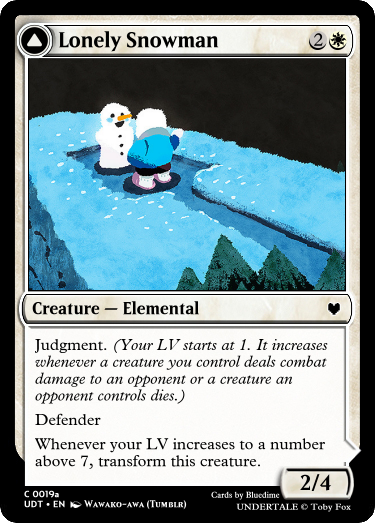 Lonely Snowman 2
Creature — Elemental
Judgment. (Your LV starts at 1. It increases
whenever a creature you control deals combat
damage to an opponent or a creature an
opponent controls dies.)
Defender
Whenever your LV increases to a number
above 7, transform this creature.
2/4
C 0019a
UDT • EN Wawako-awa (Tumblr)
Cards by Bluedime
UNDERTALE © Toby Fox